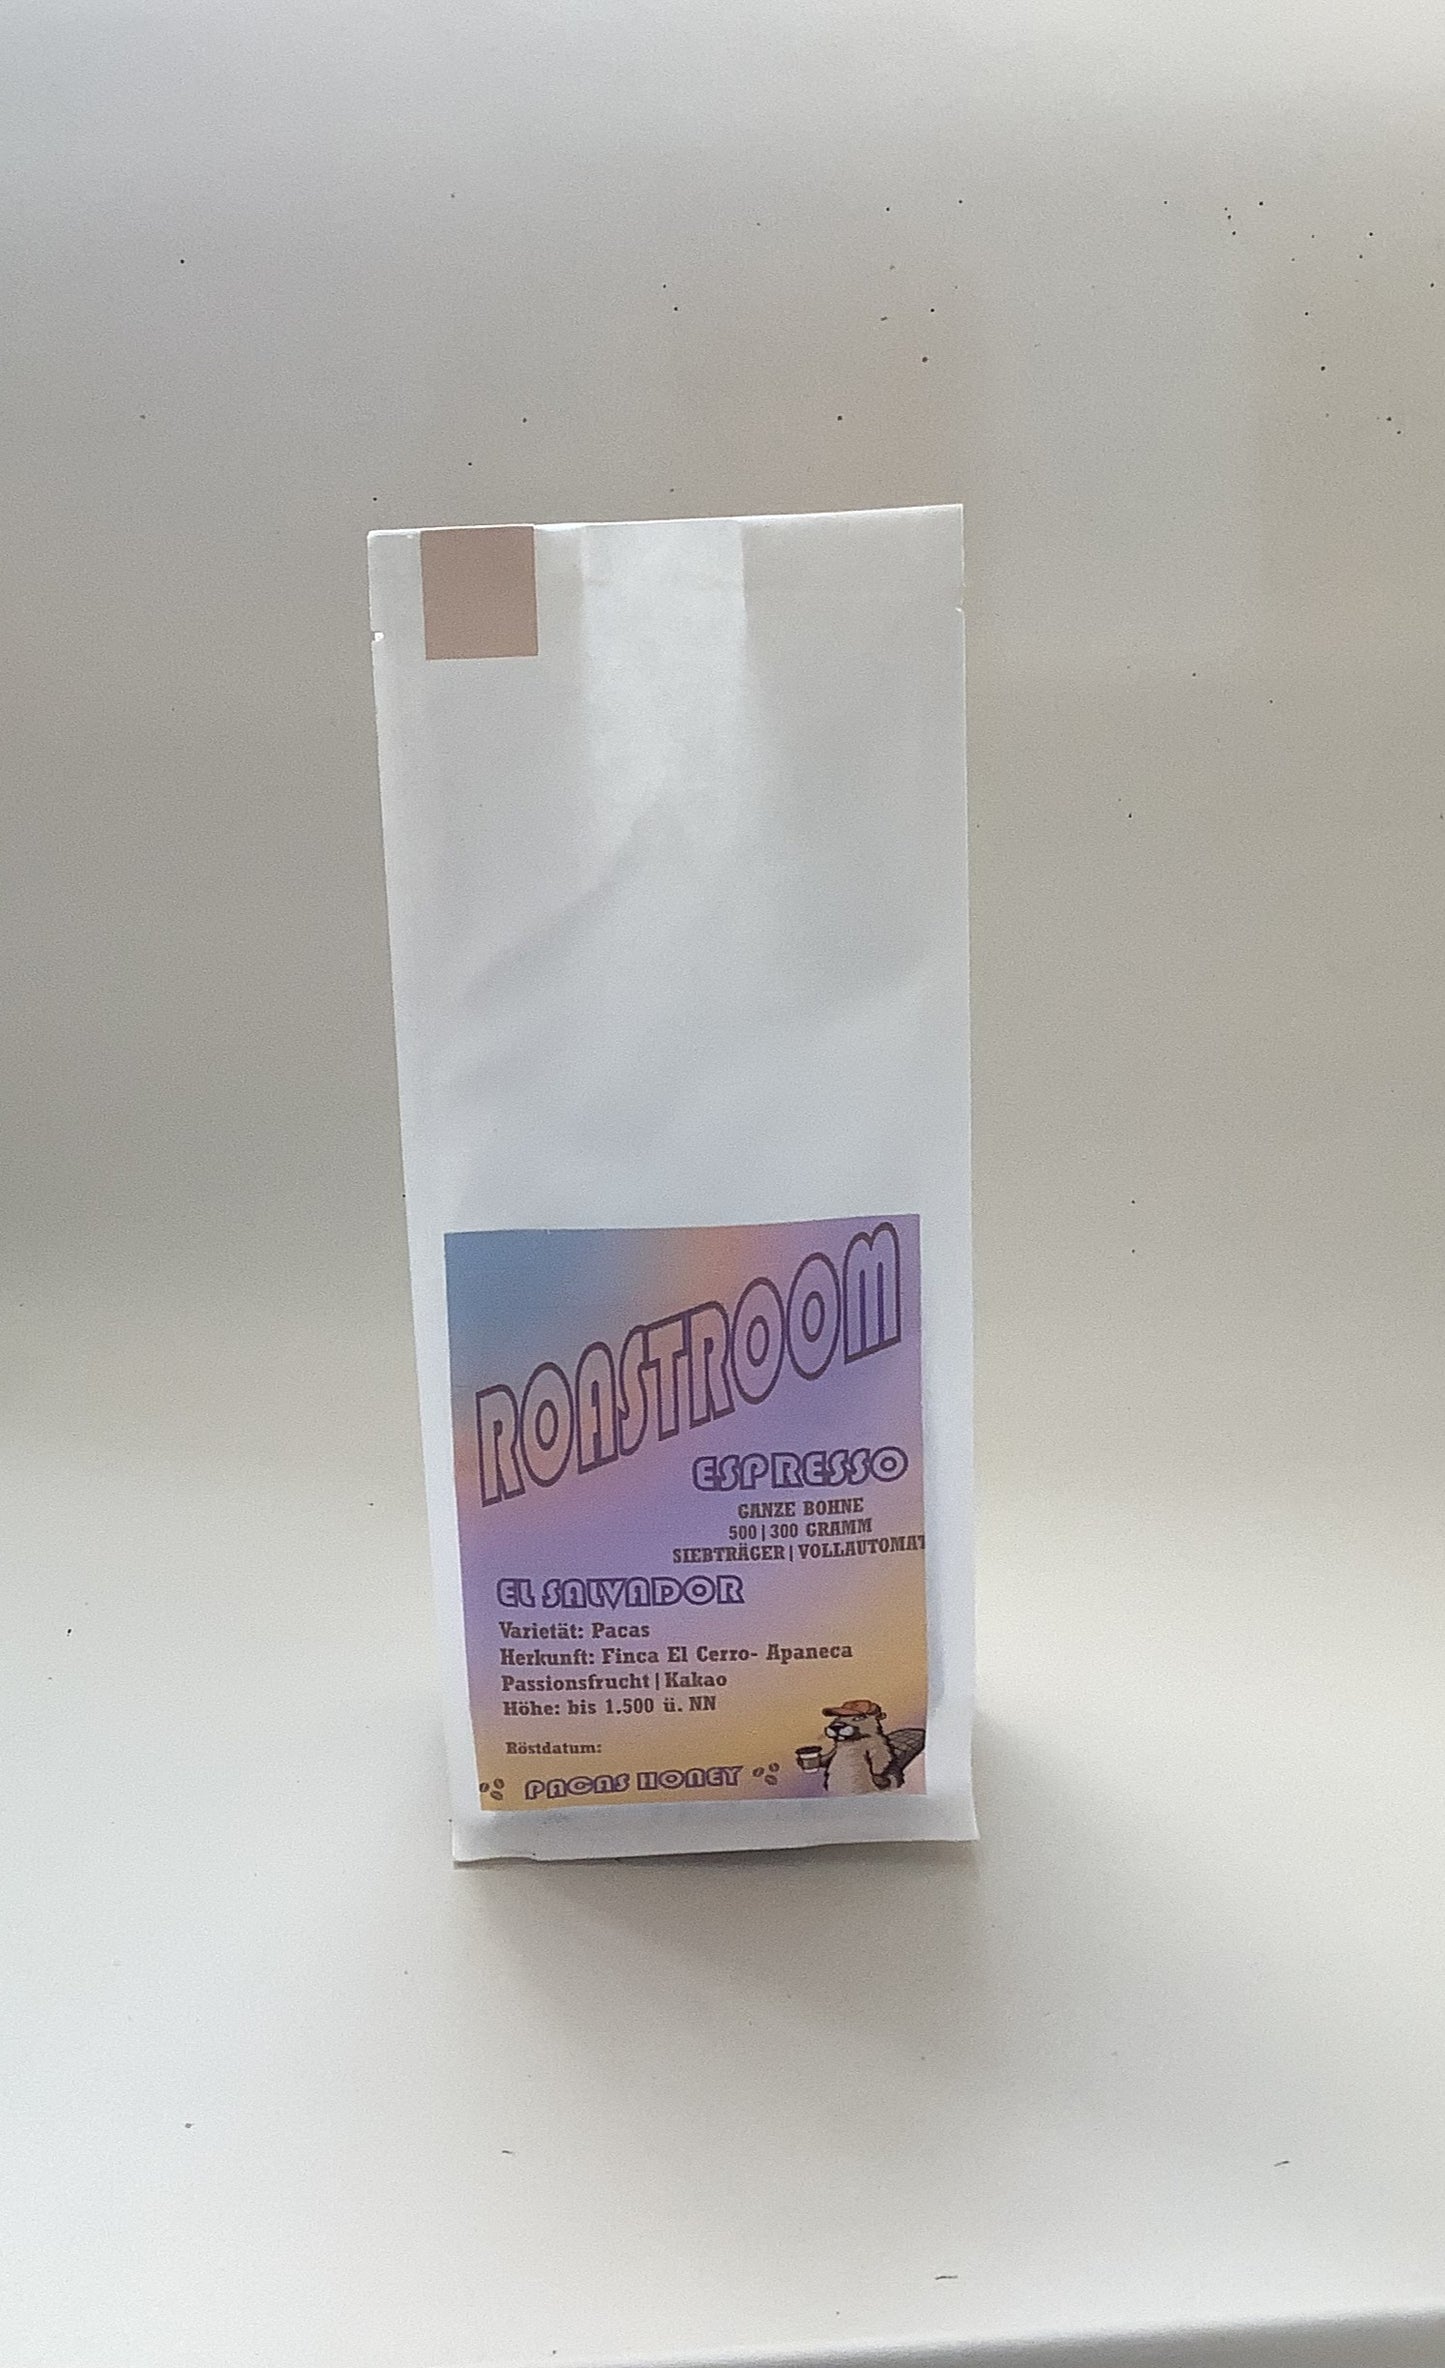 ROASTROOM
ESPRESSO
GANZE BOHNE
500|300 GRAMM
SIEBTRÄGER|VOLLAUTOMAT
EL SALVADOR
Varietät: Pacas
Herkunft: Finca El Cerro- Apaneca
Passionsfrucht|Kakao
Höhe: bis 1.500 ü. NN
Röstdatum:
PACAS HONEY